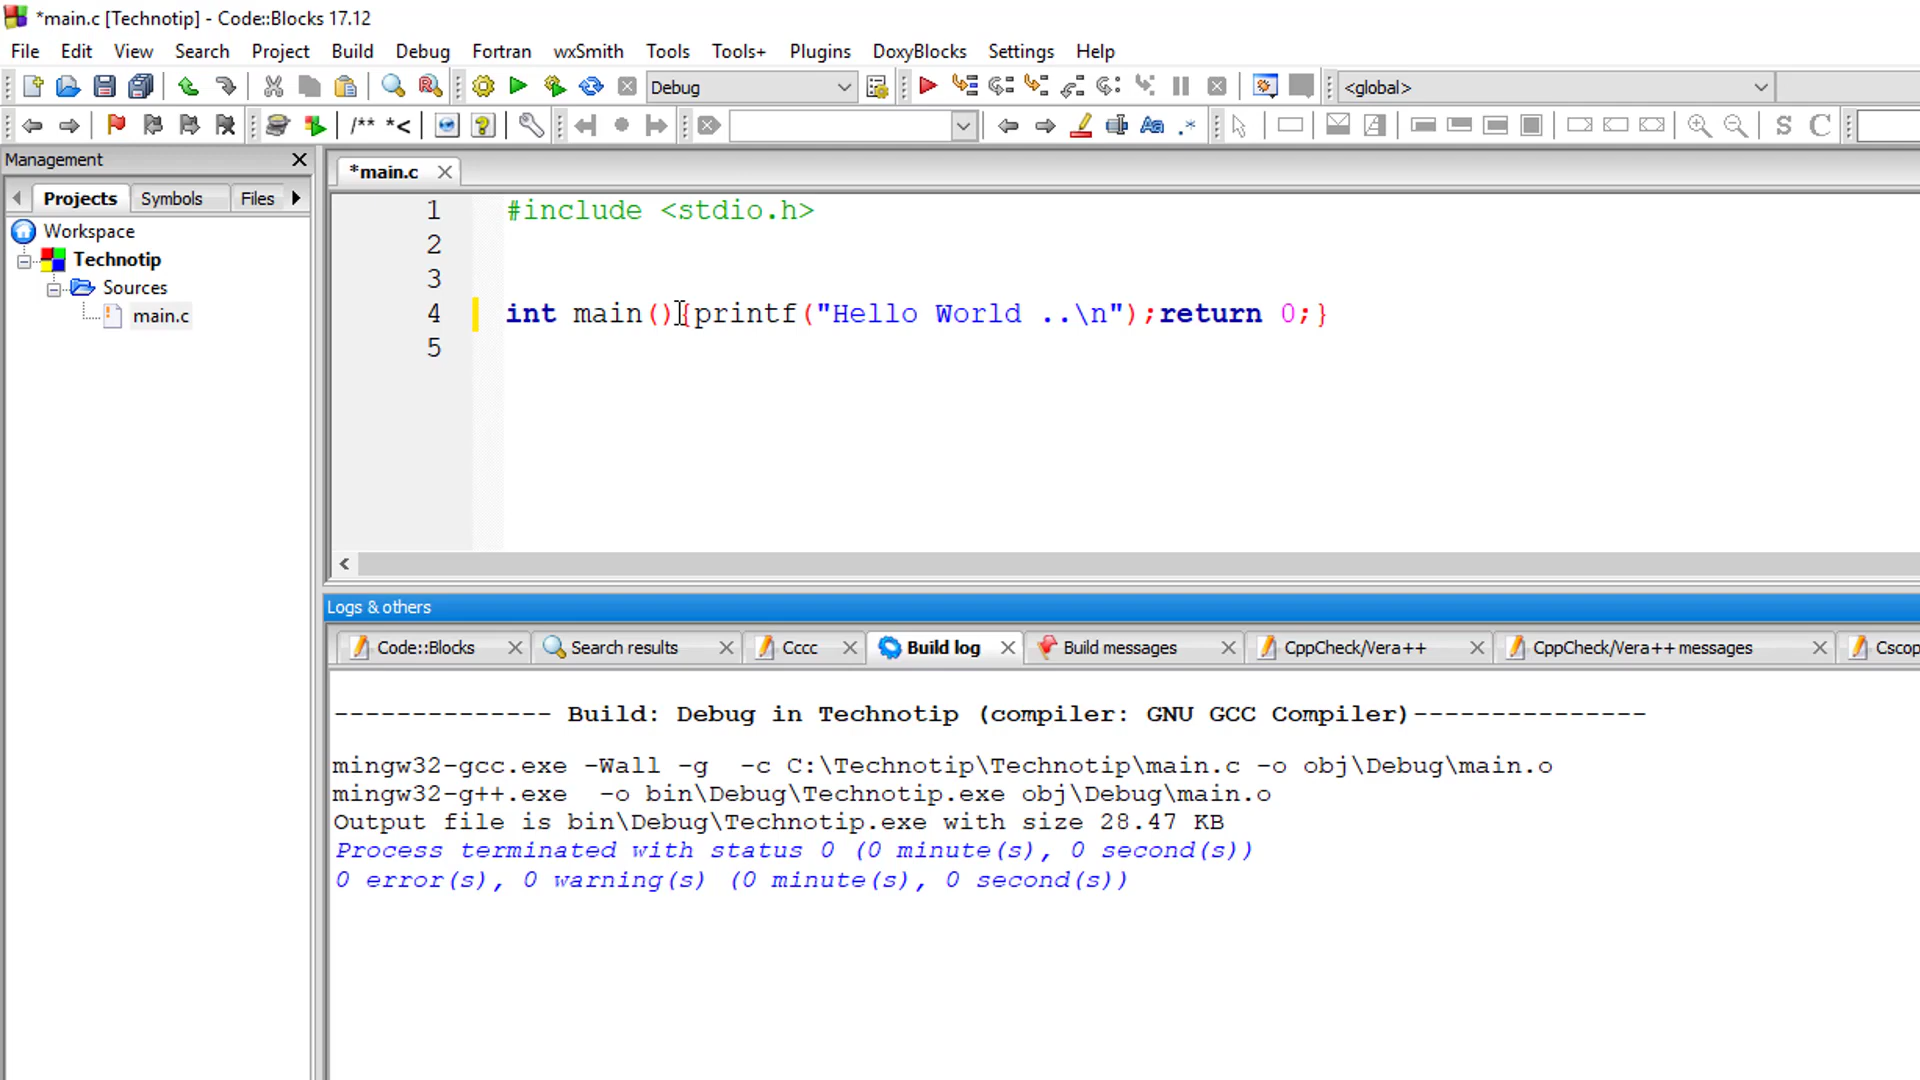 *main.c [Technotip] - Code::Blocks 17.12
File Edit View Search Project Build Debug Fortran wxSmith Tools Tools+ Plugins DoxyBlocks Settings Help
Debug <global>
/** *< Aa .* S C
Management
Projects Symbols Files
*main.c
Workspace
Technotip
Sources
main.c
1 #include <stdio.h>
2
3
4 int main(){printf("Hello World ..\n");return 0;}
5
Logs & others
Code::Blocks Search results Cccc Build log Build messages CppCheck/Vera++ CppCheck/Vera++ messages Cscop
-------------- Build: Debug in Technotip (compiler: GNU GCC Compiler)---------------
mingw32-gcc.exe -Wall -g  -c C:\Technotip\Technotip\main.c -o obj\Debug\main.o
mingw32-g++.exe  -o bin\Debug\Technotip.exe obj\Debug\main.o
Output file is bin\Debug\Technotip.exe with size 28.47 KB
Process terminated with status 0 (0 minute(s), 0 second(s))
0 error(s), 0 warning(s) (0 minute(s), 0 second(s))